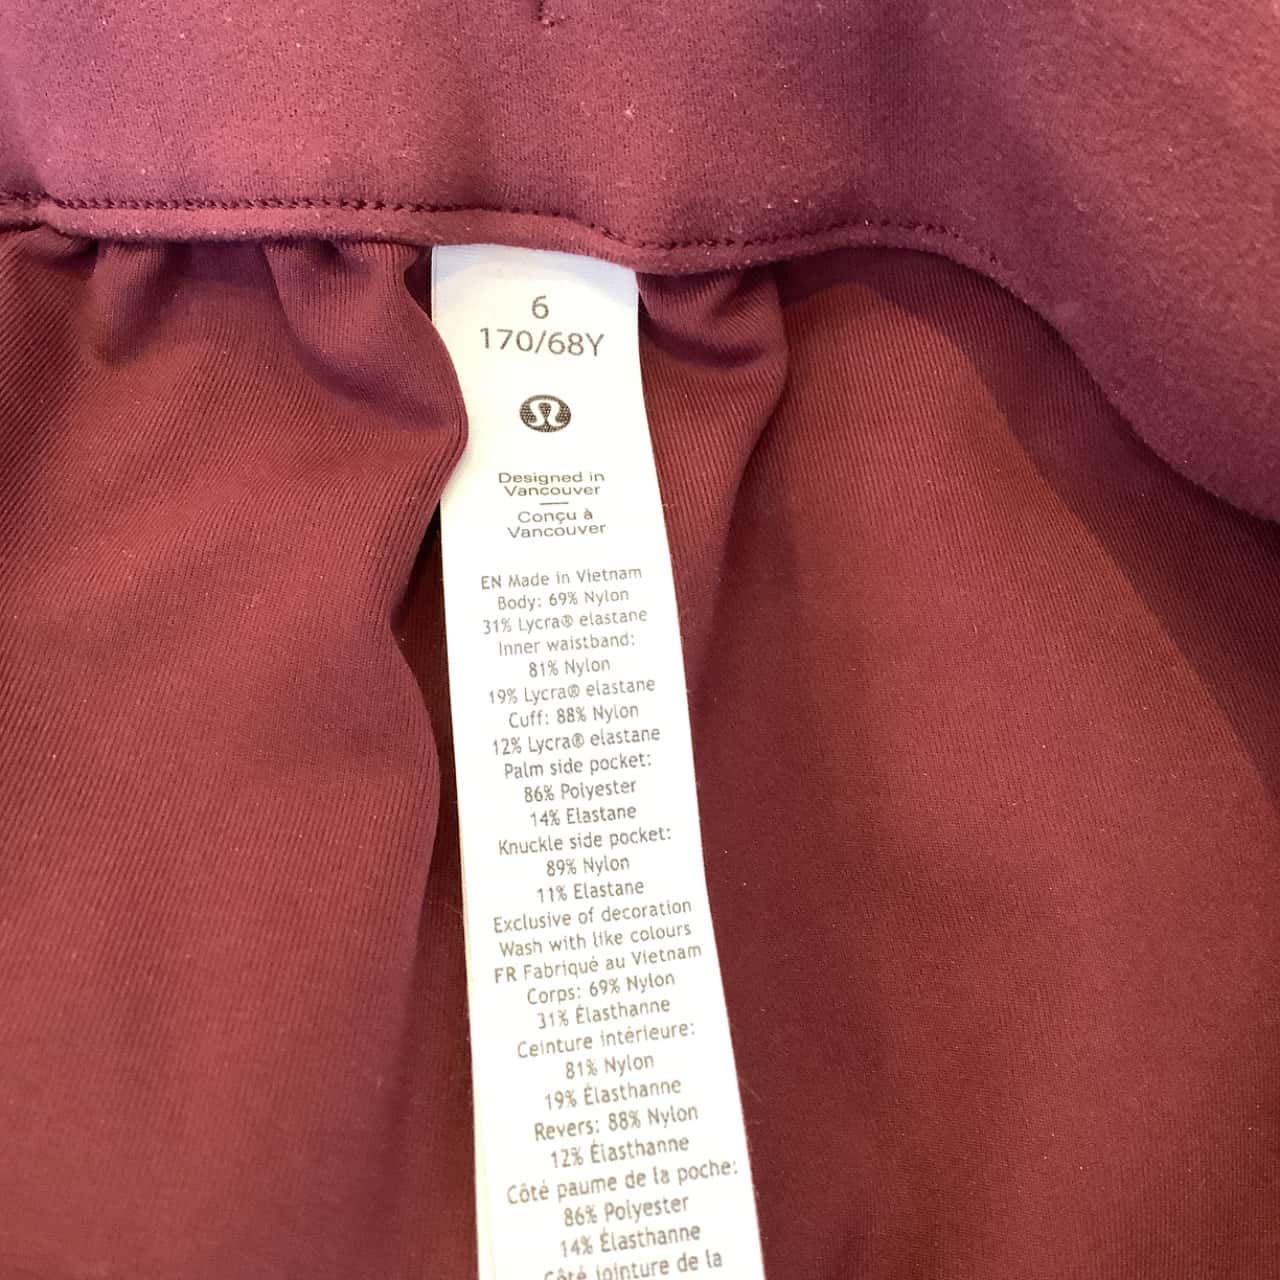 6
170/68Y
Designed in
Vancouver
Conçu à
Vancouver
EN Made in Vietnam
Body: 69% Nylon
31% Lycra® elastane
Inner waistband:
81% Nylon
19% Lycra® elastane
Cuff: 88% Nylon
12% Lycra® elastane
Palm side pocket:
86% Polyester
14% Elastane
Knuckle side pocket:
89% Nylon
11% Elastane
Exclusive of decoration
Wash with like colours
FR Fabriqué au Vietnam
Corps: 69% Nylon
31% Élasthanne
Ceinture intérieure:
81% Nylon
19% Élasthanne
Revers: 88% Nylon
12% Élasthanne
Côté paume de la poche:
86% Polyester
14% Élasthanne
Côté jointure de la